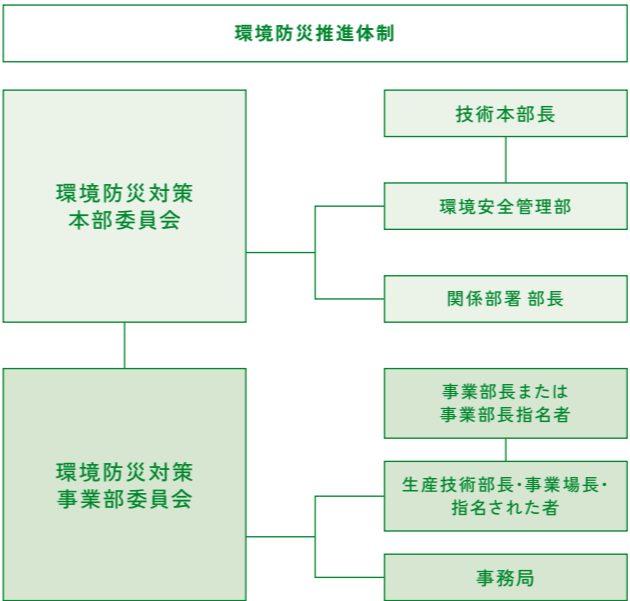 環境防災推進体制
環境防災対策
本部委員会
技術本部長
環境安全管理部
関係部署 部長
環境防災対策
事業部委員会
事業部長または
事業部長指名者
生産技術部長・事業場長・
指名された者
事務局